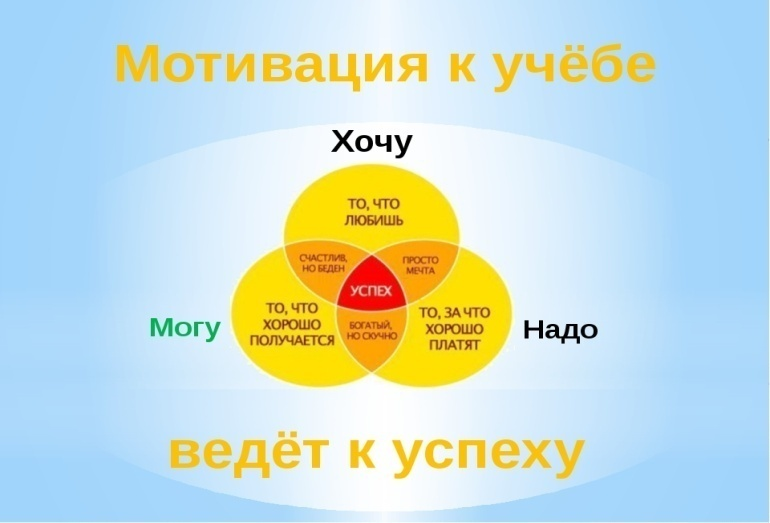 Мотивация к учёбе
Хочу
ТО, ЧТО
ЛЮБИШЬ
СЧАСТЛИВ,
НО БЕДЕН
ПРОСТО
МЕЧТА
УСПЕХ
Могу
ТО, ЧТО
ХОРОШО
ПОЛУЧАЕТСЯ
БОГАТЫЙ,
НО СКУЧНО
ТО, ЗА ЧТО
ХОРОШО
ПЛАТЯТ
Надо
ведёт к успеху